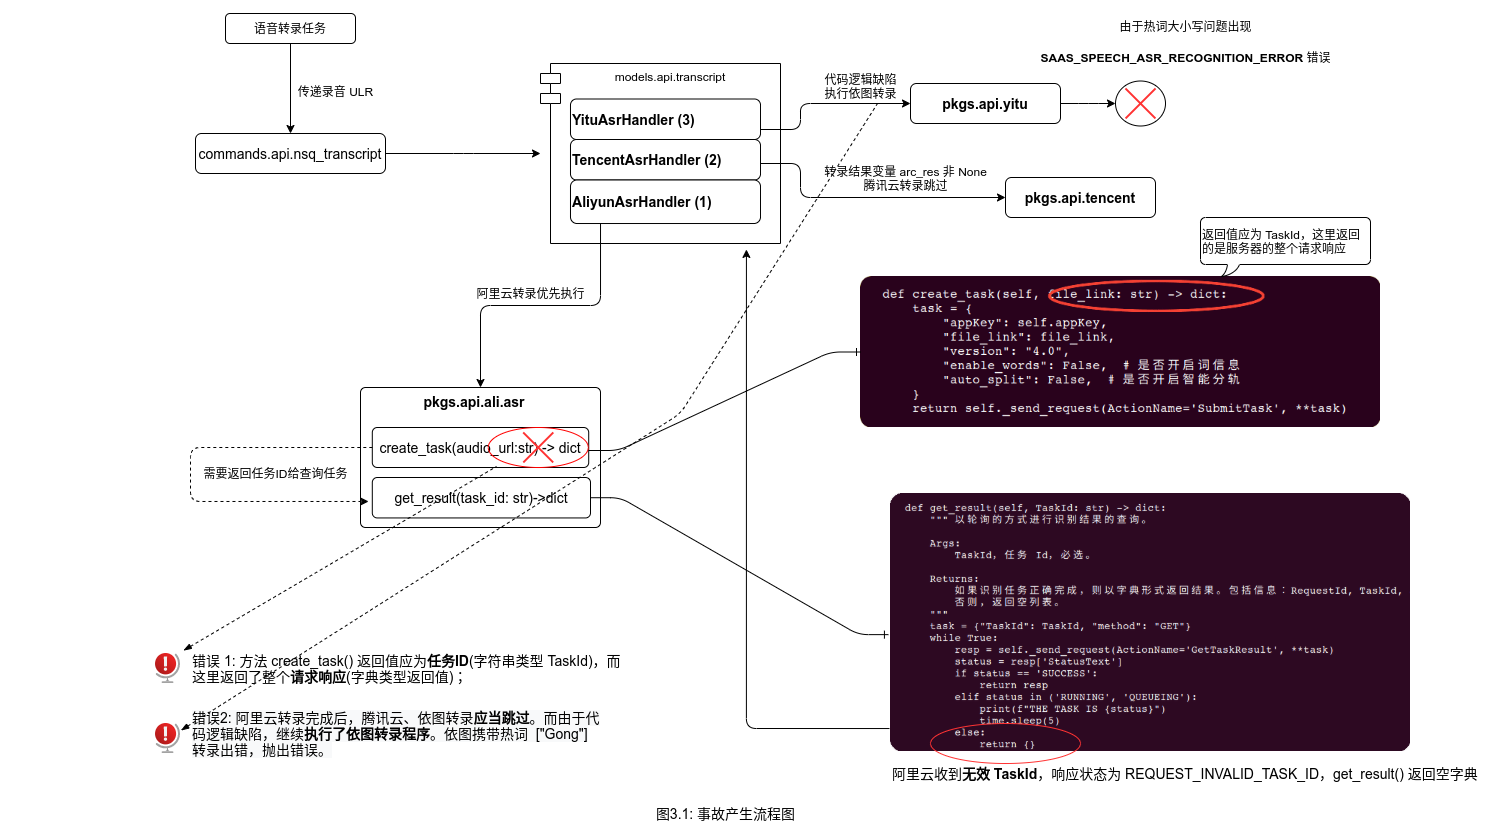 语音转录任务
传递录音 ULR
commands.api.nsq_transcript
models.api.transcript
YituAsrHandler (3)
TencentAsrHandler (2)
AliyunAsrHandler (1)
代码逻辑缺陷
执行依图转录
pkgs.api.yitu
由于热词大小写问题出现
SAAS_SPEECH_ASR_RECOGNITION_ERROR 错误
转录结果变量 arc_res 非 None
腾讯云转录跳过
pkgs.api.tencent
返回值应为 TaskId，这里返回
的是服务器的整个请求响应
阿里云转录优先执行
def create_task(self, file_link: str) -> dict:
task = {
"appKey": self.appKey,
"file_link": file_link,
"version": "4.0",
"enable_words": False,  # 是否开启词信息
"auto_split": False,  # 是否开启智能分轨
}
return self._send_request(ActionName='SubmitTask', **task)
pkgs.api.ali.asr
create_task(audio_url:str) -> dict
需要返回任务ID给查询任务
get_result(task_id: str)->dict
def get_result(self, TaskId: str) -> dict:
""" 以轮询的方式进行识别结果的查询。
Args:
TaskId, 任务 Id, 必选。
Returns:
如果识别任务正确完成, 则以字典形式返回结果。包括信息：RequestId, TaskId,
否则, 返回空列表。
"""
task = {"TaskId": TaskId, "method": "GET"}
while True:
resp = self._send_request(ActionName='GetTaskResult', **task)
status = resp['StatusText']
if status == 'SUCCESS':
return resp
elif status in ('RUNNING', 'QUEUEING'):
print(f"THE TASK IS {status}")
time.sleep(5)
else:
return {}
错误 1: 方法 create_task() 返回值应为任务ID(字符串类型 TaskId)，而
这里返回了整个请求响应(字典类型返回值)；
错误2: 阿里云转录完成后，腾讯云、依图转录应当跳过。而由于代
码逻辑缺陷，继续执行了依图转录程序。依图携带热词 ["Gong"]
转录出错，抛出错误。
阿里云收到无效 TaskId，响应状态为 REQUEST_INVALID_TASK_ID，get_result() 返回空字典
图3.1: 事故产生流程图